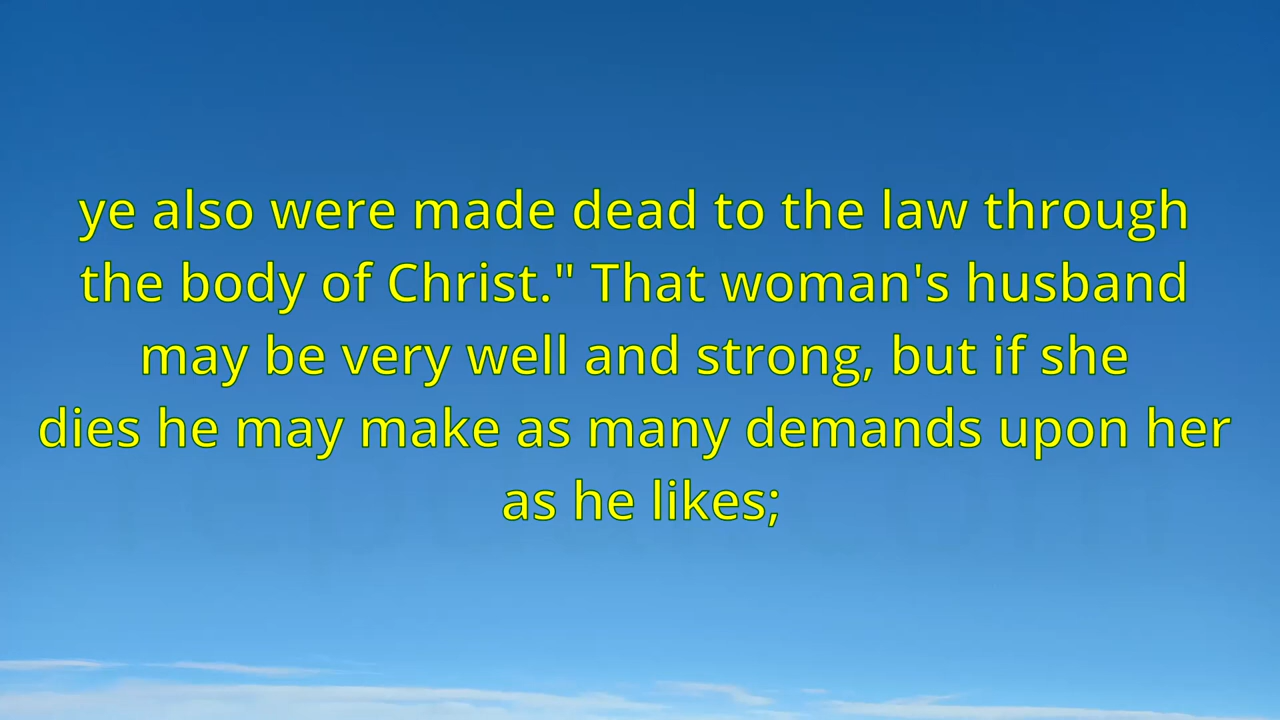 ye also were made dead to the law through
the body of Christ." That woman's husband
may be very well and strong, but if she
dies he may make as many demands upon her
as he likes;